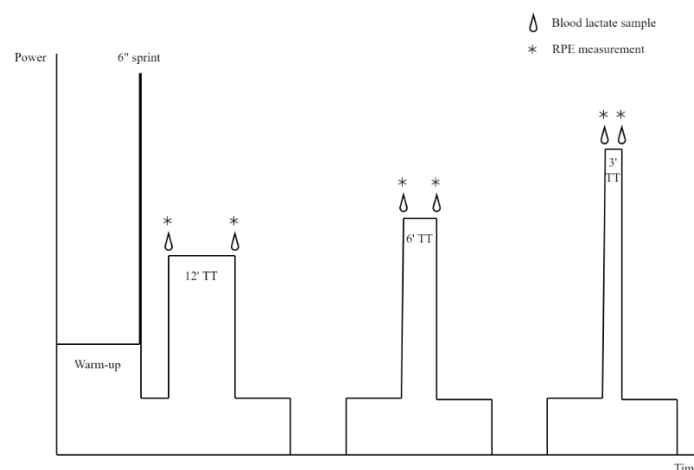 Blood lactate sample
RPE measurement
Power
6" sprint
3'
TT
6' TT
12' TT
Warm-up
Tim